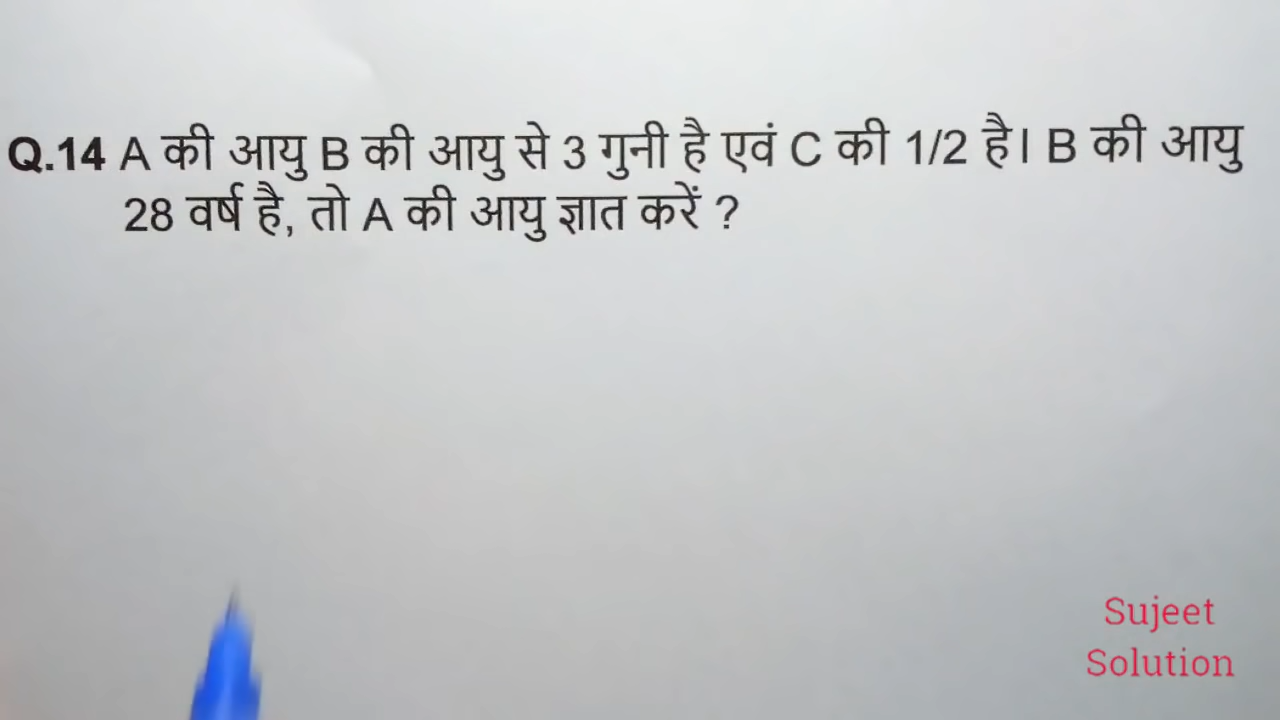 Q.14 A की आयु B की आयु से 3 गुनी है एवं C की 1/2 है। B की आयु
28 वर्ष है, तो A की आयु ज्ञात करें ?
Sujeet
Solution